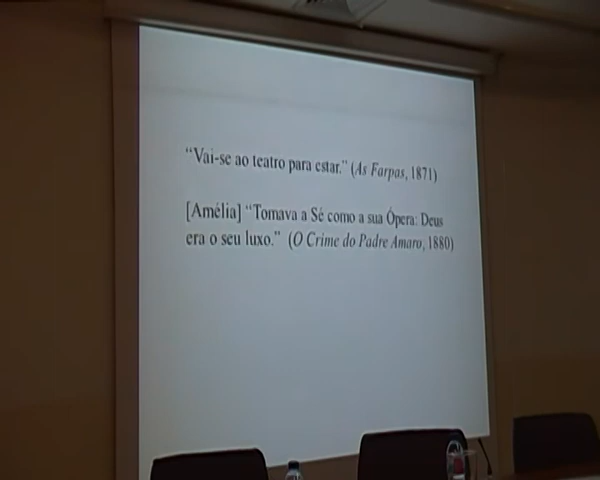 “Vai-se ao teatro para estar.” (As Farpas, 1871)
[Amélia] “Tomava a Sé como a sua Ópera: Deus
era o seu luxo.” (O Crime do Padre Amaro, 1880)